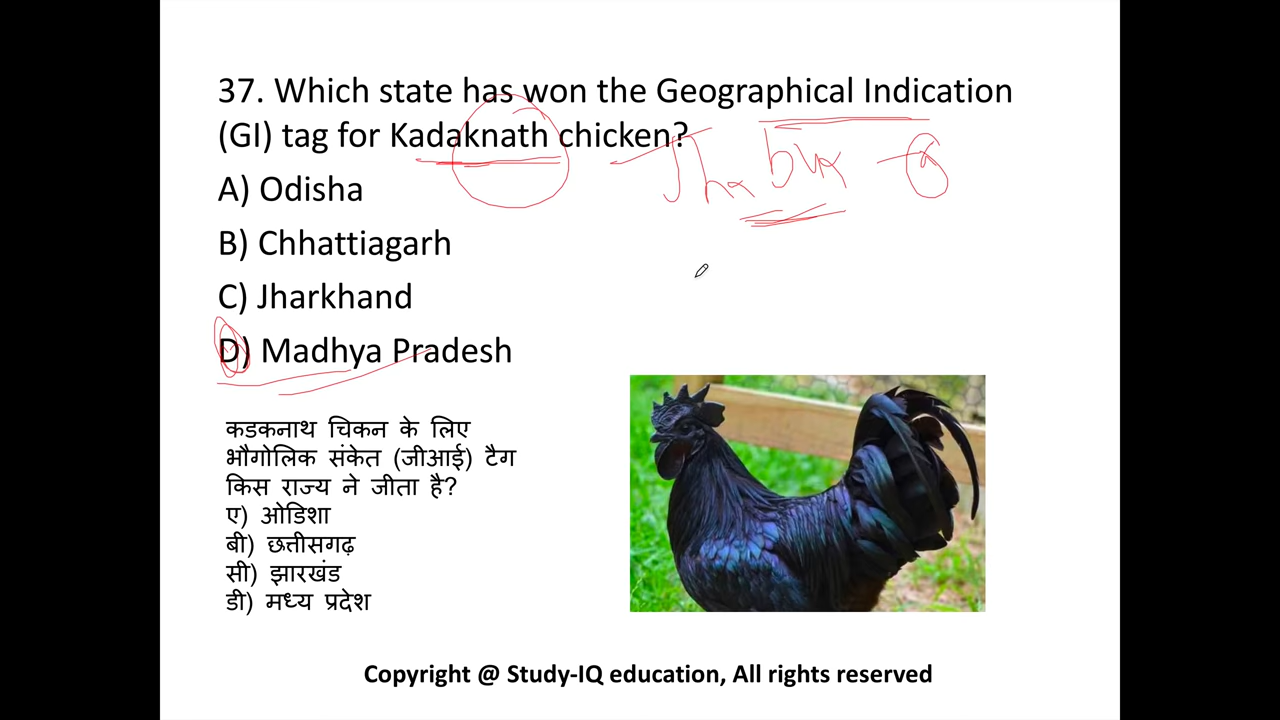 37. Which state has won the Geographical Indication
(GI) tag for Kadaknath chicken?
Jhabua
A) Odisha
B) Chhattiagarh
C) Jharkhand
D) Madhya Pradesh
कडकनाथ चिकन के लिए
भौगोलिक संकेत (जीआई) टैग
किस राज्य ने जीता है?
ए) ओडिशा
बी) छत्तीसगढ़
सी) झारखंड
डी) मध्य प्रदेश
Copyright @ Study-IQ education, All rights reserved